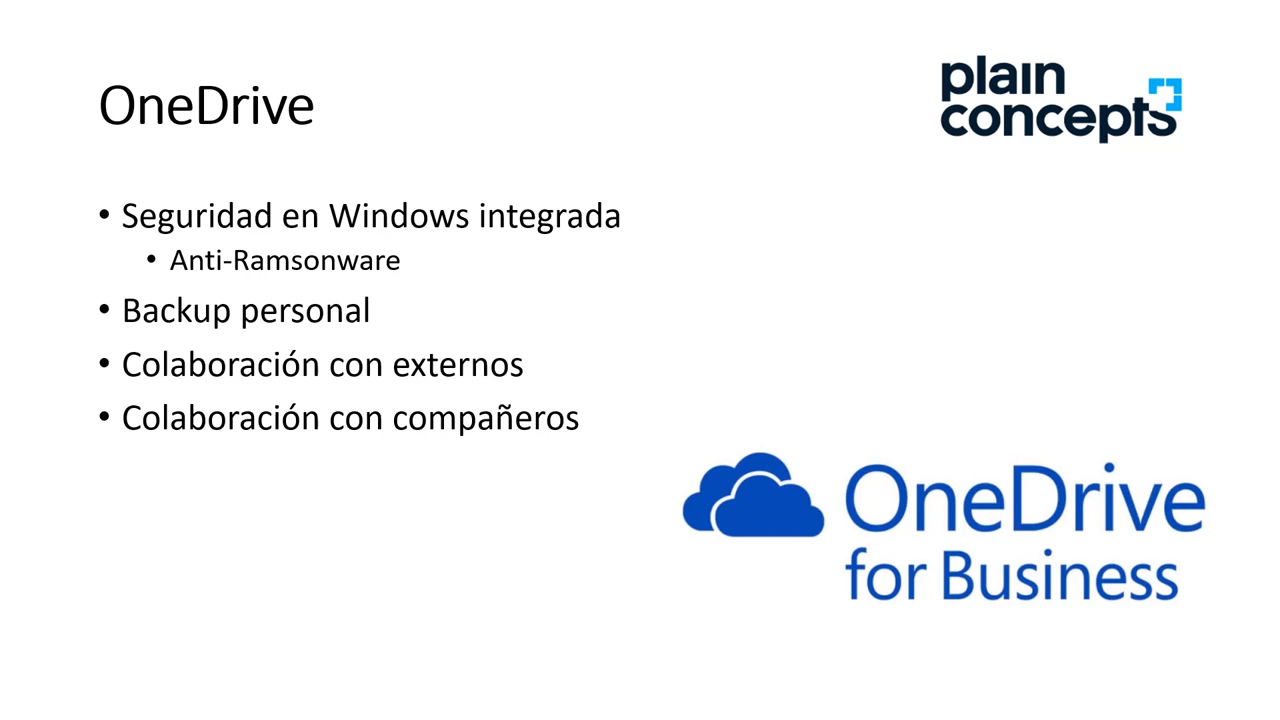 OneDrive
plain
concepts
• Seguridad en Windows integrada
• Anti-Ramsonware
• Backup personal
• Colaboración con externos
• Colaboración con compañeros
OneDrive
for Business